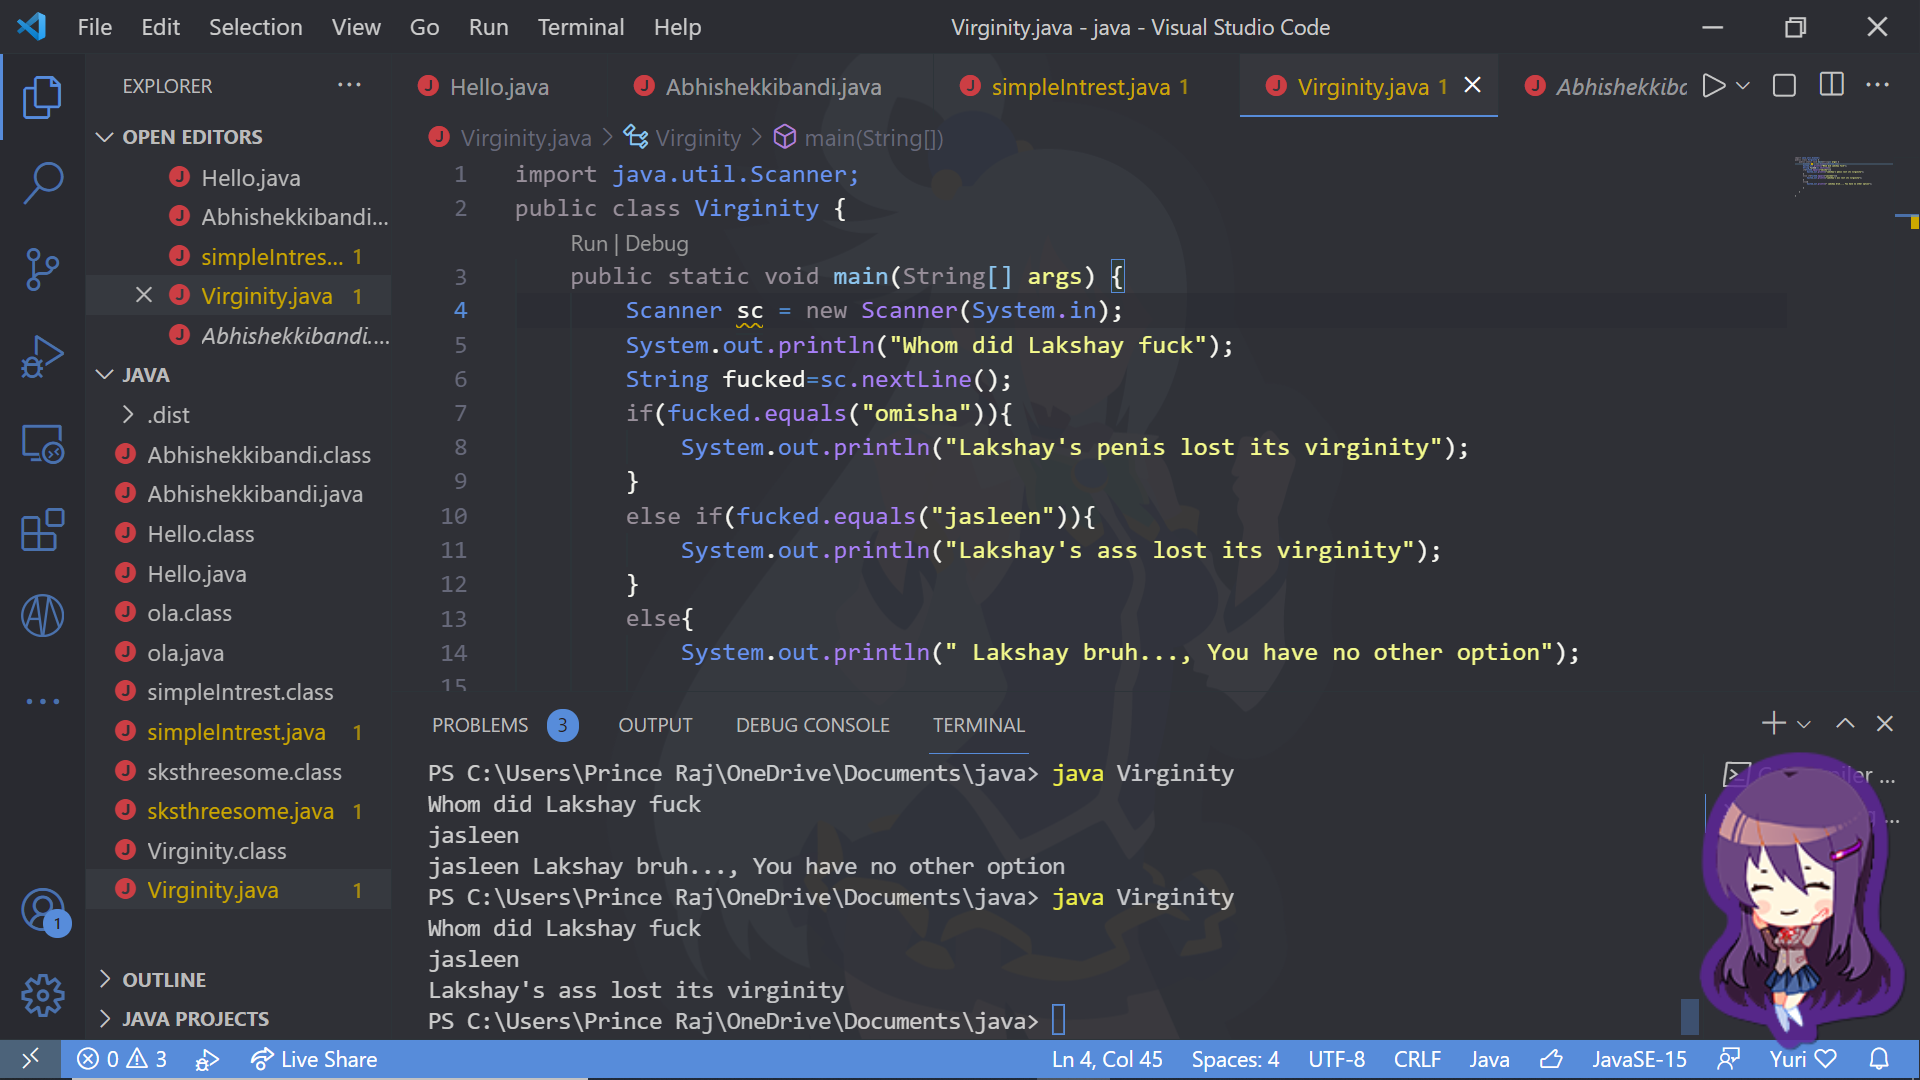 File Edit Selection View Go Run Terminal Help
Virginity.java - java - Visual Studio Code
EXPLORER
OPEN EDITORS
Hello.java
Abhishekkibandi...
simpleIntres... 1
Virginity.java 1
Abhishekkibandi....
JAVA
.dist
Abhishekkibandi.class
Abhishekkibandi.java
Hello.class
Hello.java
ola.class
ola.java
simpleIntrest.class
simpleIntrest.java 1
sksthreesome.class
sksthreesome.java 1
Virginity.class
Virginity.java 1
OUTLINE
JAVA PROJECTS
Hello.java Abhishekkibandi.java simpleIntrest.java 1 Virginity.java 1
Virginity.java > Virginity > main(String[])
1 import java.util.Scanner;
2 public class Virginity {
Run | Debug
3 public static void main(String[] args) {
4 Scanner sc = new Scanner(System.in);
5 System.out.println("Whom did Lakshay fuck");
6 String fucked=sc.nextLine();
7 if(fucked.equals("omisha")){
8 System.out.println("Lakshay's penis lost its virginity");
9 }
10 else if(fucked.equals("jasleen")){
11 System.out.println("Lakshay's ass lost its virginity");
12 }
13 else{
14 System.out.println(" Lakshay bruh..., You have no other option");
15
PROBLEMS 3 OUTPUT DEBUG CONSOLE TERMINAL
PS C:\Users\Prince Raj\OneDrive\Documents\java> java Virginity
Whom did Lakshay fuck
jasleen
jasleen Lakshay bruh..., You have no other option
PS C:\Users\Prince Raj\OneDrive\Documents\java> java Virginity
Whom did Lakshay fuck
jasleen
Lakshay's ass lost its virginity
PS C:\Users\Prince Raj\OneDrive\Documents\java>
1
0 3 Live Share Ln 4, Col 45 Spaces: 4 UTF-8 CRLF Java JavaSE-15 Yuri